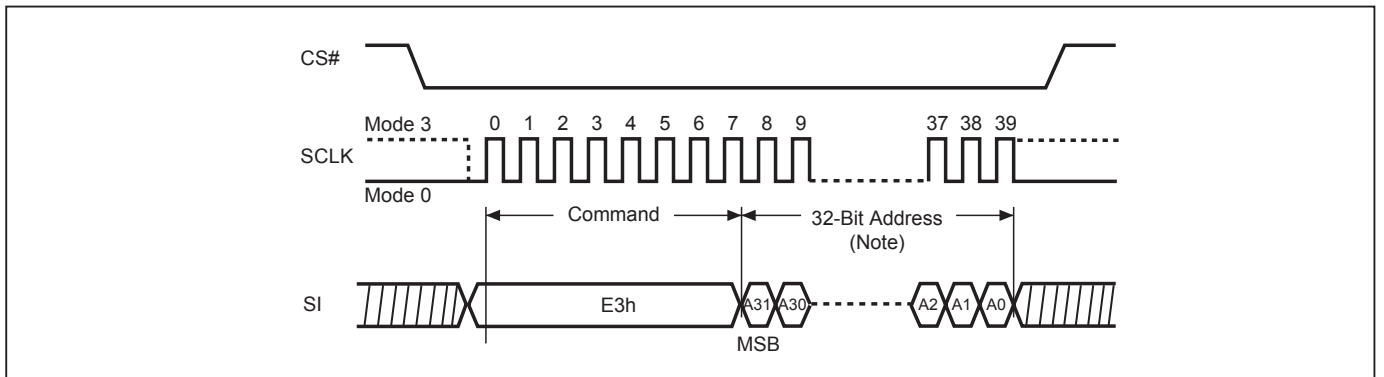 CS#
Mode 3
0 1 2 3 4 5 6 7 8 9 37 38 39
SCLK
Mode 0
Command
32-Bit Address
(Note)
SI
E3h
A31 A30 A2 A1 A0
MSB